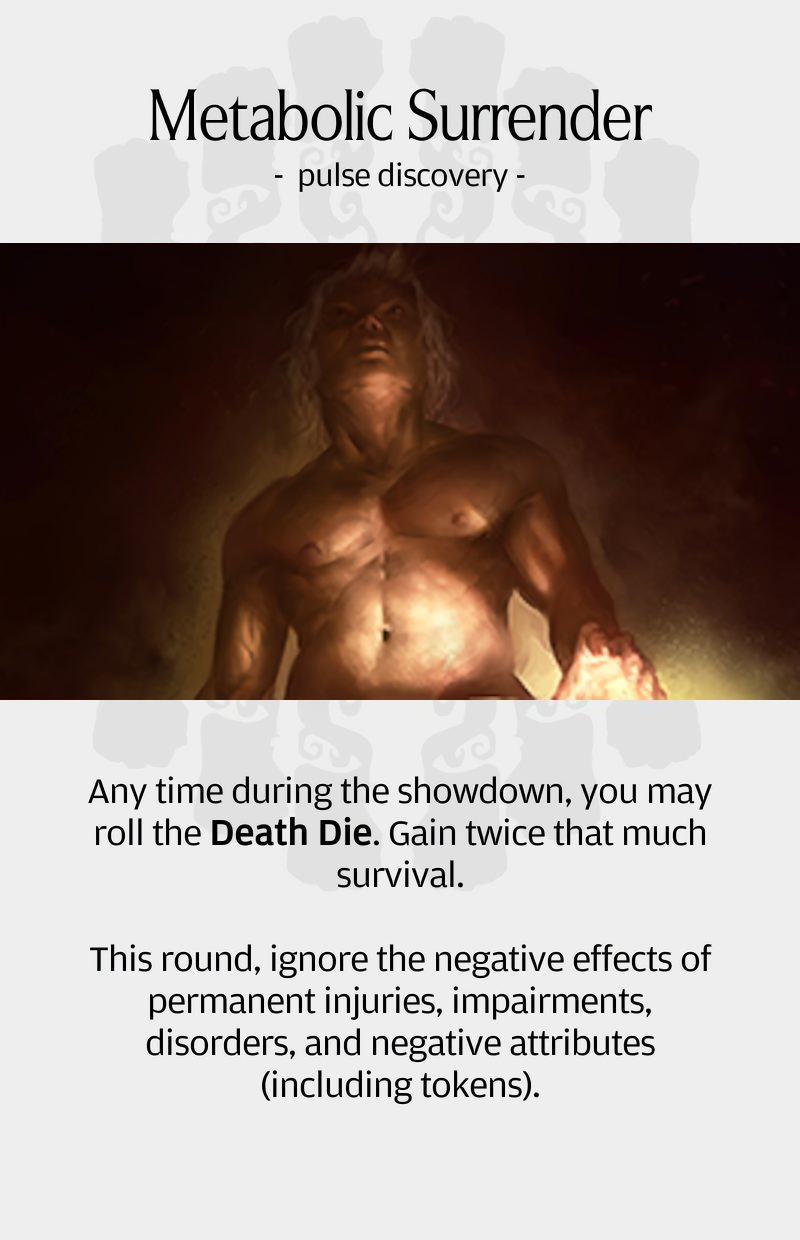 Metabolic Surrender
- pulse discovery -
Any time during the showdown, you may
roll the Death Die. Gain twice that much
survival.
This round, ignore the negative effects of
permanent injuries, impairments,
disorders, and negative attributes
(including tokens).